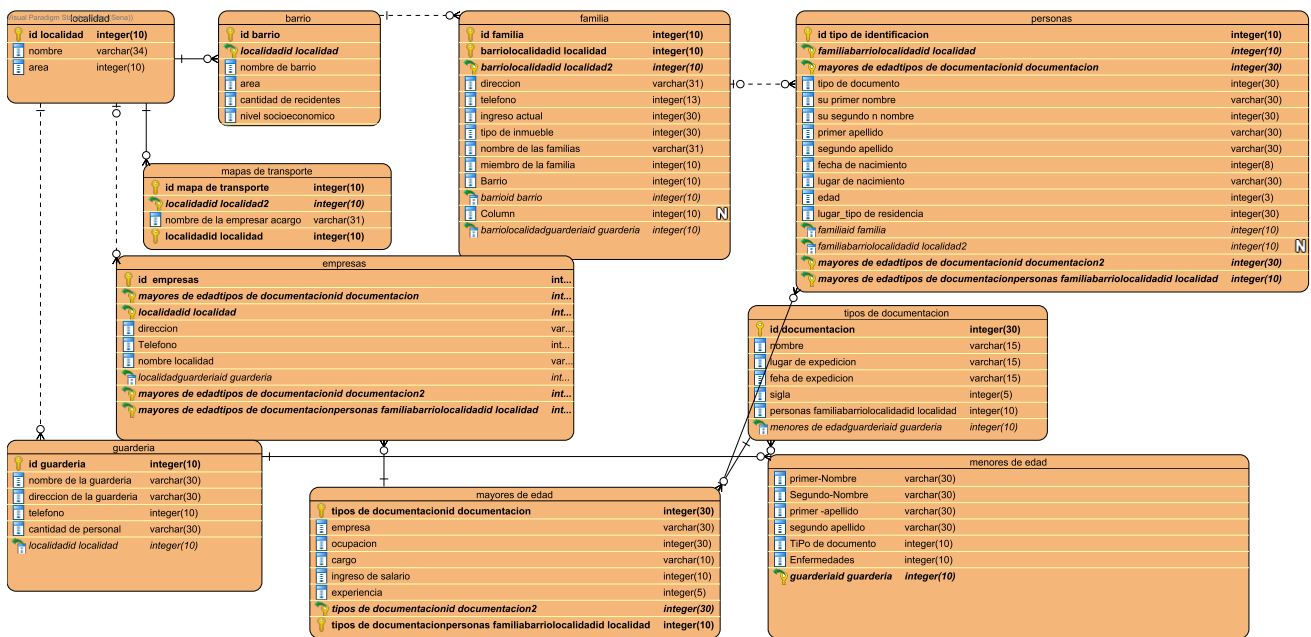 Visual Paradigm St
(Sena))
localidad
id localidad integer(10)
nombre varchar(34)
area integer(10)
barrio
id barrio
localidadid localidad
nombre de barrio
area
cantidad de recidentes
nivel socioeconomico
familia
id familia integer(10)
barriolocalidadid localidad integer(10)
barriolocalidadid localidad2 integer(10)
direccion varchar(31)
telefono integer(13)
ingreso actual integer(30)
tipo de inmueble integer(30)
nombre de las familias varchar(31)
miembro de la familia integer(10)
Barrio integer(10)
barrioid barrio integer(10)
Column integer(10) N
barriolocalidadguarderiaid guarderia integer(10)
personas
id tipo de identificacion integer(10)
familiabarriolocalidadid localidad integer(10)
mayores de edadtipos de documentacionid documentacion integer(30)
tipo de documento integer(30)
su primer nombre varchar(30)
su segundo n nombre integer(30)
primer apellido varchar(30)
segundo apellido varchar(30)
fecha de nacimiento integer(8)
lugar de nacimiento varchar(30)
edad integer(3)
lugar_tipo de residencia integer(30)
familiaid familia integer(10)
familiabarriolocalidadid localidad2 integer(10) N
mayores de edadtipos de documentacionid documentacion2 integer(30)
mayores de edadtipos de documentacionpersonas familiabarriolocalidadid localidad integer(10)
mapas de transporte
id mapa de transporte integer(10)
localidadid localidad2 integer(10)
nombre de la empresar acargo varchar(31)
localidadid localidad integer(10)
empresas
id empresas int...
mayores de edadtipos de documentacionid documentacion int...
localidadid localidad int...
direccion var...
Telefono int...
nombre localidad var...
localidadguarderiaid guarderia int...
mayores de edadtipos de documentacionid documentacion2 int...
mayores de edadtipos de documentacionpersonas familiabarriolocalidadid localidad int...
tipos de documentacion
id documentacion integer(30)
nombre varchar(15)
lugar de expedicion varchar(15)
feha de expedicion varchar(15)
sigla integer(5)
personas familiabarriolocalidadid localidad integer(10)
menores de edadguarderiaid guarderia integer(10)
guarderia
id guarderia integer(10)
nombre de la guarderia varchar(30)
direccion de la guarderia varchar(30)
telefono integer(10)
cantidad de personal varchar(30)
localidadid localidad integer(10)
mayores de edad
tipos de documentacionid documentacion integer(30)
empresa varchar(30)
ocupacion integer(30)
cargo varchar(10)
ingreso de salario integer(10)
experiencia integer(5)
tipos de documentacionid documentacion2 integer(30)
tipos de documentacionpersonas familiabarriolocalidadid localidad integer(10)
menores de edad
primer-Nombre varchar(30)
Segundo-Nombre varchar(30)
primer -apellido varchar(30)
segundo apellido varchar(30)
TiPo de documento integer(10)
Enfermedades integer(10)
guarderiaid guarderia integer(10)